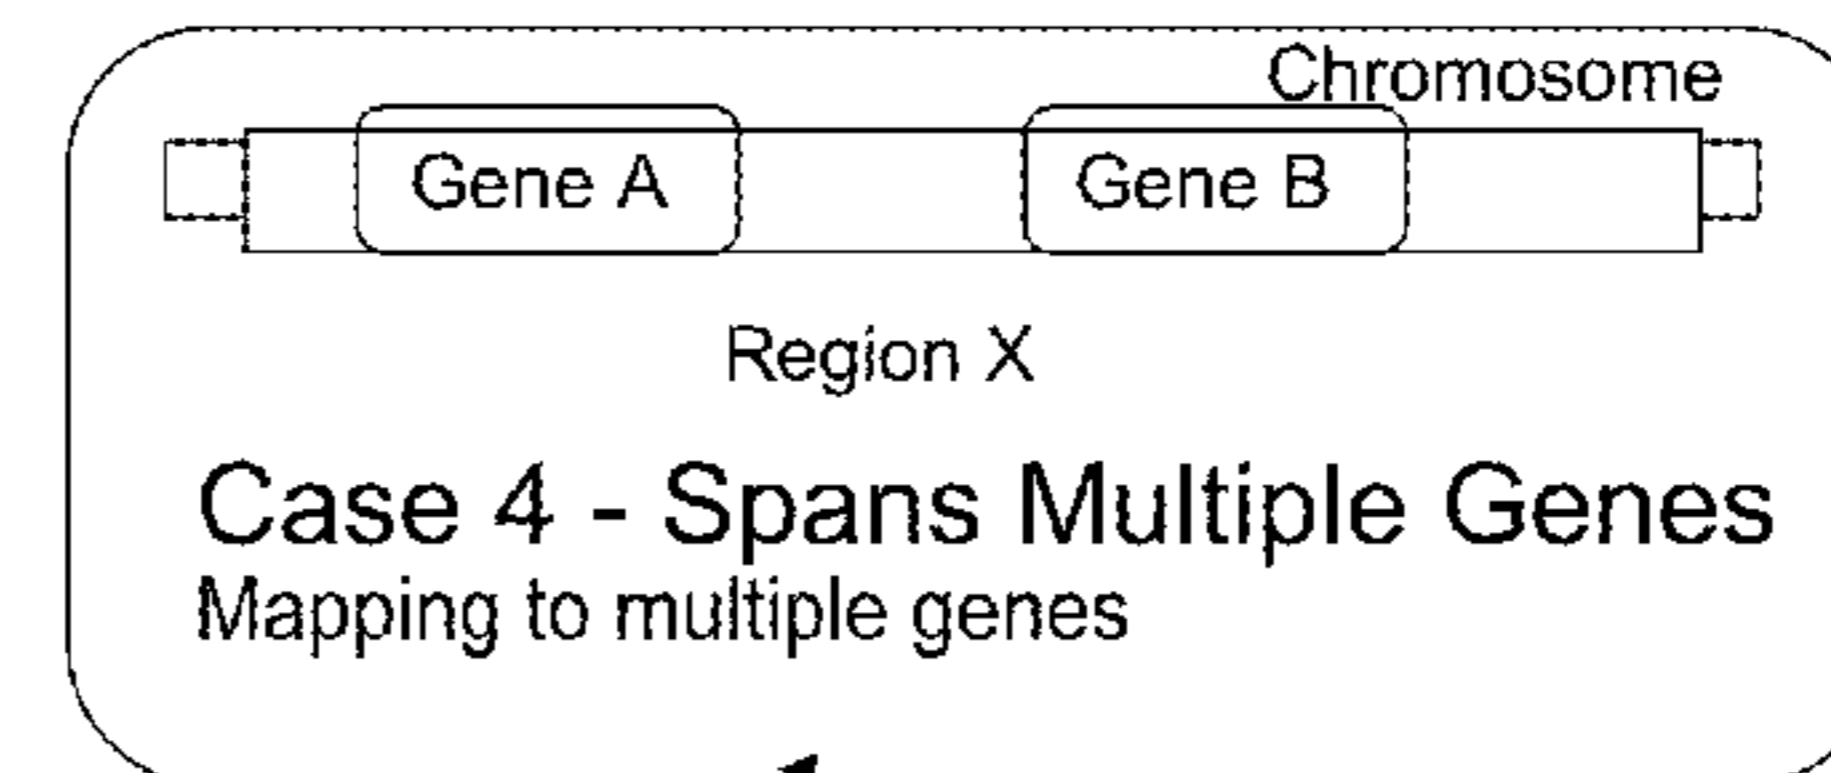 Chromosome
Gene A Gene B
Region X
Case 4 - Spans Multiple Genes
Mapping to multiple genes